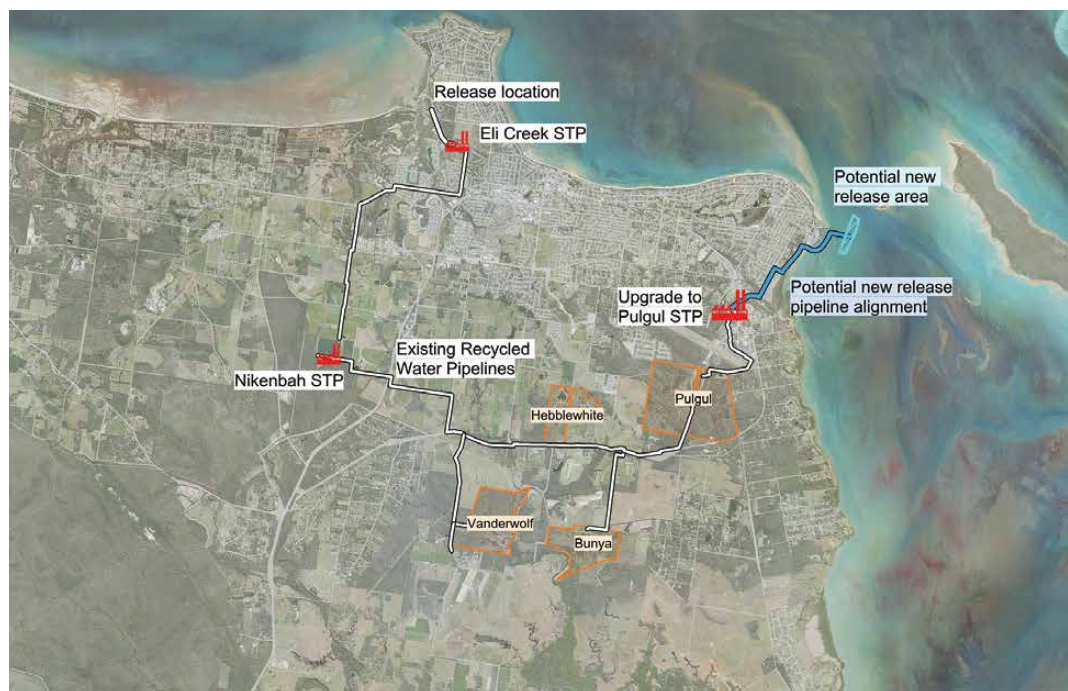 Release location
Eli Creek STP
Potential new
release area
Potential new release
pipeline alignment
Upgrade to
Pulgul STP
Existing Recycled
Water Pipelines
Nikenbah STP
Hebblewhite
Pulgul
Vanderwolf
Bunya